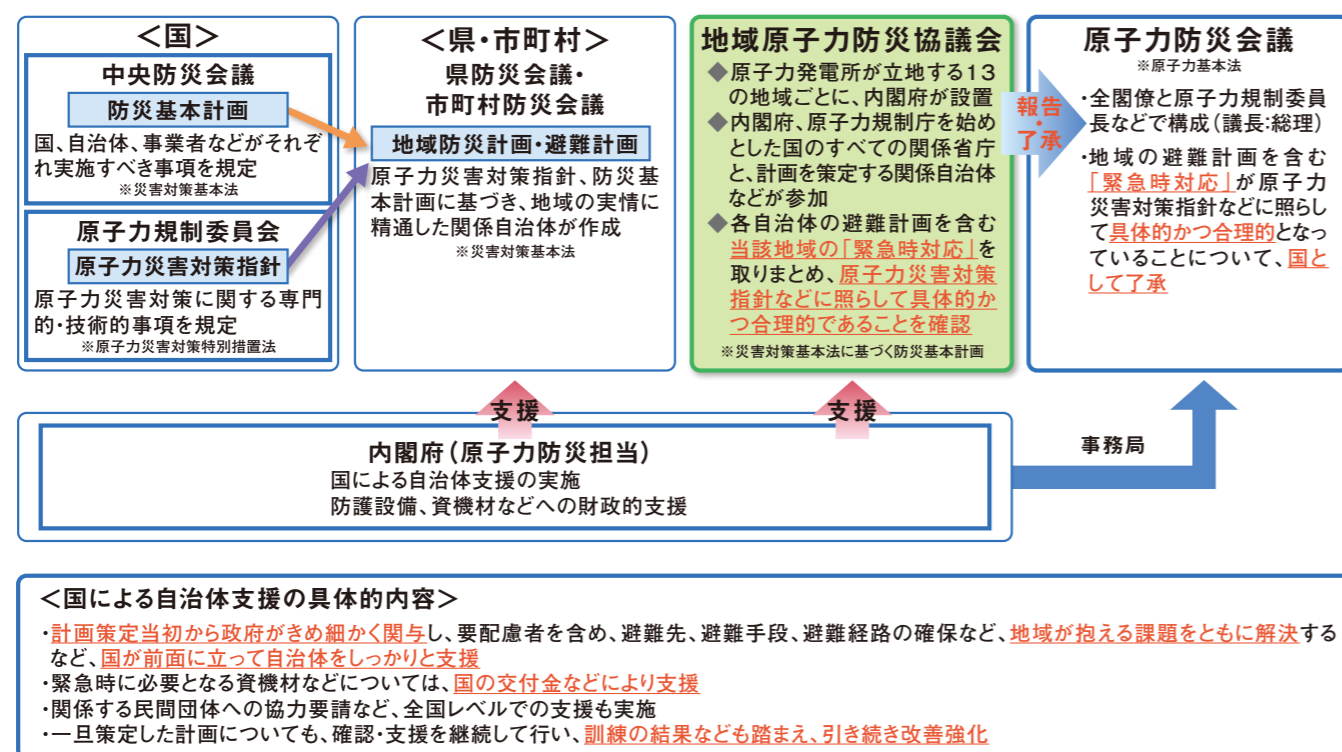 ＜国＞
中央防災会議
防災基本計画
国、自治体、事業者などがそれぞ
れ実施すべき事項を規定
※災害対策基本法
原子力規制委員会
原子力災害対策指針
原子力災害対策に関する専門
的・技術的事項を規定
※原子力災害対策特別措置法
＜県・市町村＞
県防災会議・
市町村防災会議
地域防災計画・避難計画
原子力災害対策指針、防災基
本計画に基づき、地域の実情に
精通した関係自治体が作成
※災害対策基本法
地域原子力防災協議会
◆原子力発電所が立地する13
の地域ごとに、内閣府が設置
◆内閣府、原子力規制庁を始め
とした国のすべての関係省庁
と、計画を策定する関係自治体
などが参加
◆各自治体の避難計画を含む
当該地域の「緊急時対応」を
取りまとめ、原子力災害対策
指針などに照らして具体的か
つ合理的であることを確認
※災害対策基本法に基づく防災基本計画
報告
・
了承
原子力防災会議
※原子力基本法
・全閣僚と原子力規制委員
長などで構成（議長:総理）
・地域の避難計画を含む
「緊急時対応」が原子力
災害対策指針などに照らし
て具体的かつ合理的となっ
ていることについて、国と
して了承
支援
支援
内閣府（原子力防災担当）
国による自治体支援の実施
防護設備、資機材などへの財政的支援
事務局
＜国による自治体支援の具体的内容＞
・計画策定当初から政府がきめ細かく関与し、要配慮者を含め、避難先、避難手段、避難経路の確保など、地域が抱える課題をともに解決する
など、国が前面に立って自治体をしっかりと支援
・緊急時に必要となる資機材などについては、国の交付金などにより支援
・関係する民間団体への協力要請など、全国レベルでの支援も実施
・一旦策定した計画についても、確認・支援を継続して行い、訓練の結果なども踏まえ、引き続き改善強化